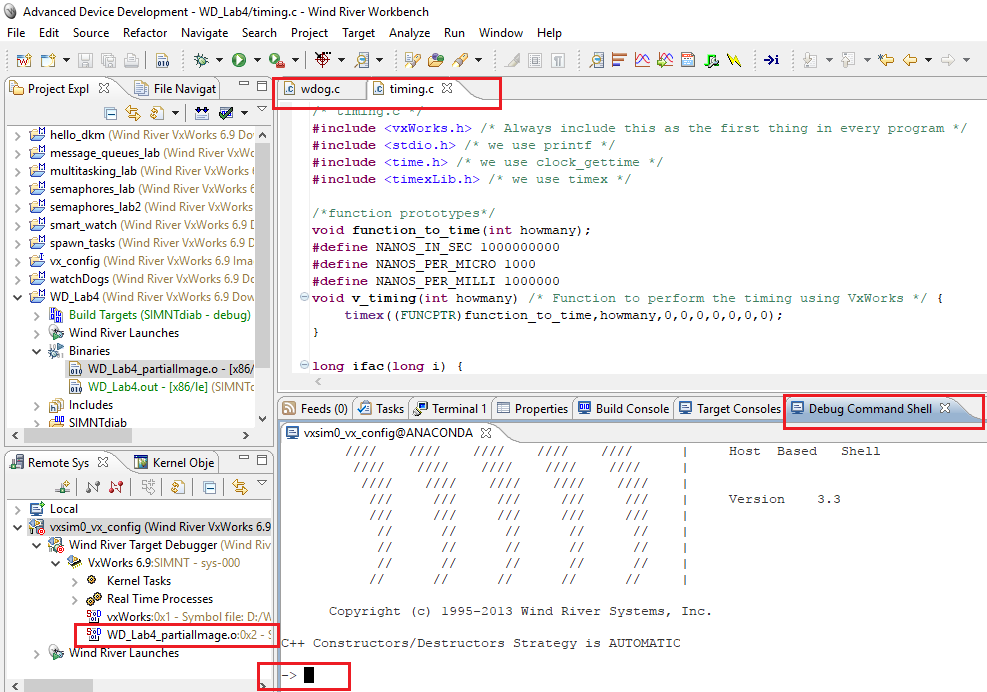 Advanced Device Development - WD_Lab4/timing.c - Wind River Workbench
File Edit Source Refactor Navigate Search Project Target Analyze Run Window Help
Project Expl
File Navigat
hello_dkm (Wind River VxWorks 6.9 Dow
message_queues_lab (Wind River VxWo
multitasking_lab (Wind River VxWorks 6
semaphores_lab (Wind River VxWorks 6
semaphores_lab2 (Wind River VxWorks
smart_watch (Wind River VxWorks 6.9 D
spawn_tasks (Wind River VxWorks 6.9 D
vx_config (Wind River VxWorks 6.9 Ima
watchDogs (Wind River VxWorks 6.9 Do
WD_Lab4 (Wind River VxWorks 6.9 Dow
Build Targets (SIMNTdiab - debug)
Wind River Launches
Binaries
WD_Lab4_partialImage.o - [x86/
WD_Lab4.out - [x86/le] (SIMNTc
Includes
SIMNTdiab
wdog.c
timing.c
/* timing.c */
#include <vxWorks.h> /* Always include this as the first thing in every program */
#include <stdio.h> /* we use printf */
#include <time.h> /* we use clock_gettime */
#include <timexLib.h> /* we use timex */
/*function prototypes*/
void function_to_time(int howmany);
#define NANOS_IN_SEC 1000000000
#define NANOS_PER_MICRO 1000
#define NANOS_PER_MILLI 1000000
void v_timing(int howmany) /* Function to perform the timing using VxWorks */ {
timex((FUNCPTR)function_to_time,howmany,0,0,0,0,0,0,0);
}
long ifac(long i) {
Remote Sys
Kernel Obje
Local
vxsim0_vx_config (Wind River VxWorks 6.9
Wind River Target Debugger (Wind Riv
VxWorks 6.9:SIMNT - sys-000
Kernel Tasks
Real Time Processes
vxWorks:0x1 - Symbol file: D:/W
WD_Lab4_partialImage.o:0x2 - S
Wind River Launches
Feeds (0)
Tasks
Terminal 1
Properties
Build Console
Target Consoles
Debug Command Shell
vxsim0_vx_config@ANACONDA
//// //// //// //// //// | Host Based Shell
//// //// //// //// //// |
//// //// //// //// //// |
/// /// /// /// /// | Version 3.3
/// /// /// /// /// |
// // // // // |
// // // // // |
// // // // // |
// // // // // |
Copyright (c) 1995-2013 Wind River Systems, Inc.
C++ Constructors/Destructors Strategy is AUTOMATIC
->